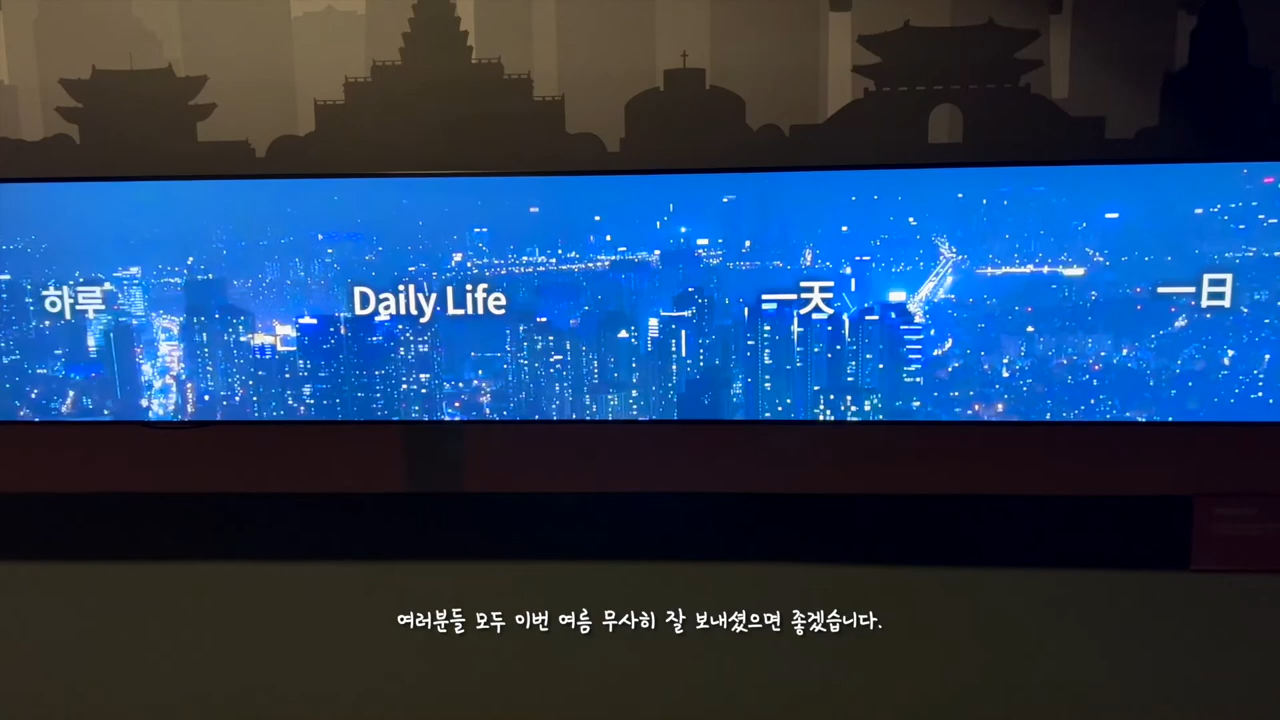 하루
Daily Life
一天
一日
여러분들 모두 이번 여름 무사히 잘 보내셨으면 좋겠습니다.